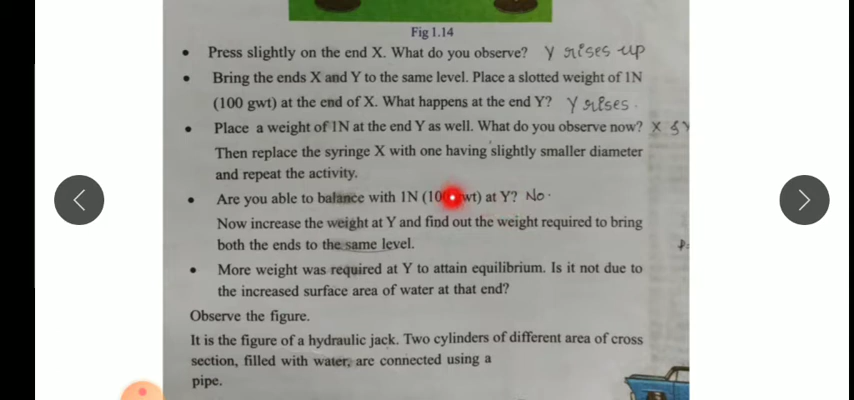 Fig 1.14
• Press slightly on the end X. What do you observe? Y rises up
• Bring the ends X and Y to the same level. Place a slotted weight of 1N
(100 gwt) at the end of X. What happens at the end Y? Y rises.
• Place a weight of 1N at the end Y as well. What do you observe now? X & Y
Then replace the syringe X with one having slightly smaller diameter
and repeat the activity.
• Are you able to balance with 1N (100 gwt) at Y? No.
Now increase the weight at Y and find out the weight required to bring
both the ends to the same level.
• More weight was required at Y to attain equilibrium. Is it not due to
the increased surface area of water at that end?
Observe the figure.
It is the figure of a hydraulic jack. Two cylinders of different area of cross
section, filled with water, are connected using a
pipe.